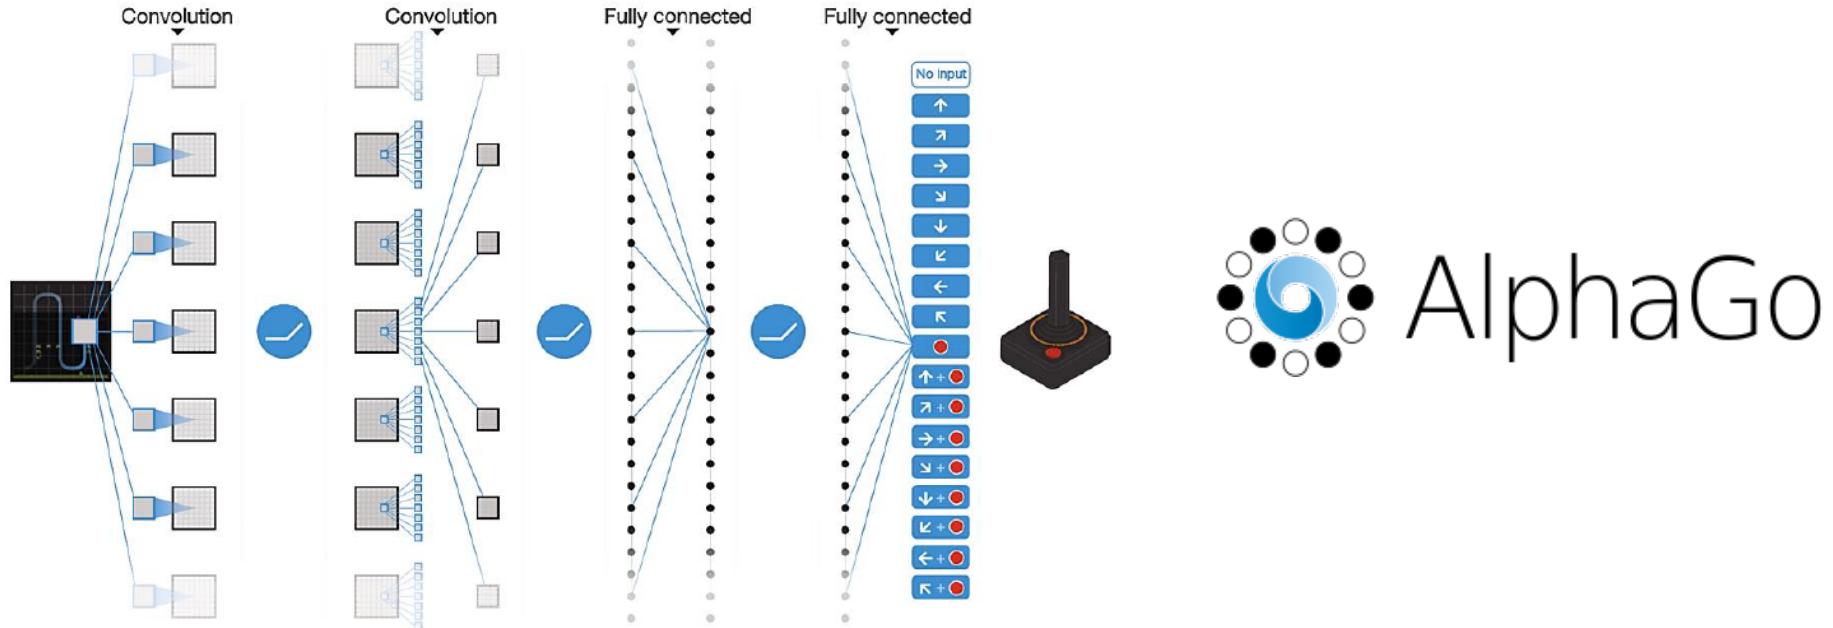 Convolution
Convolution
Fully connected
Fully connected
No input
+
+
+
+
+
+
+
+
AlphaGo